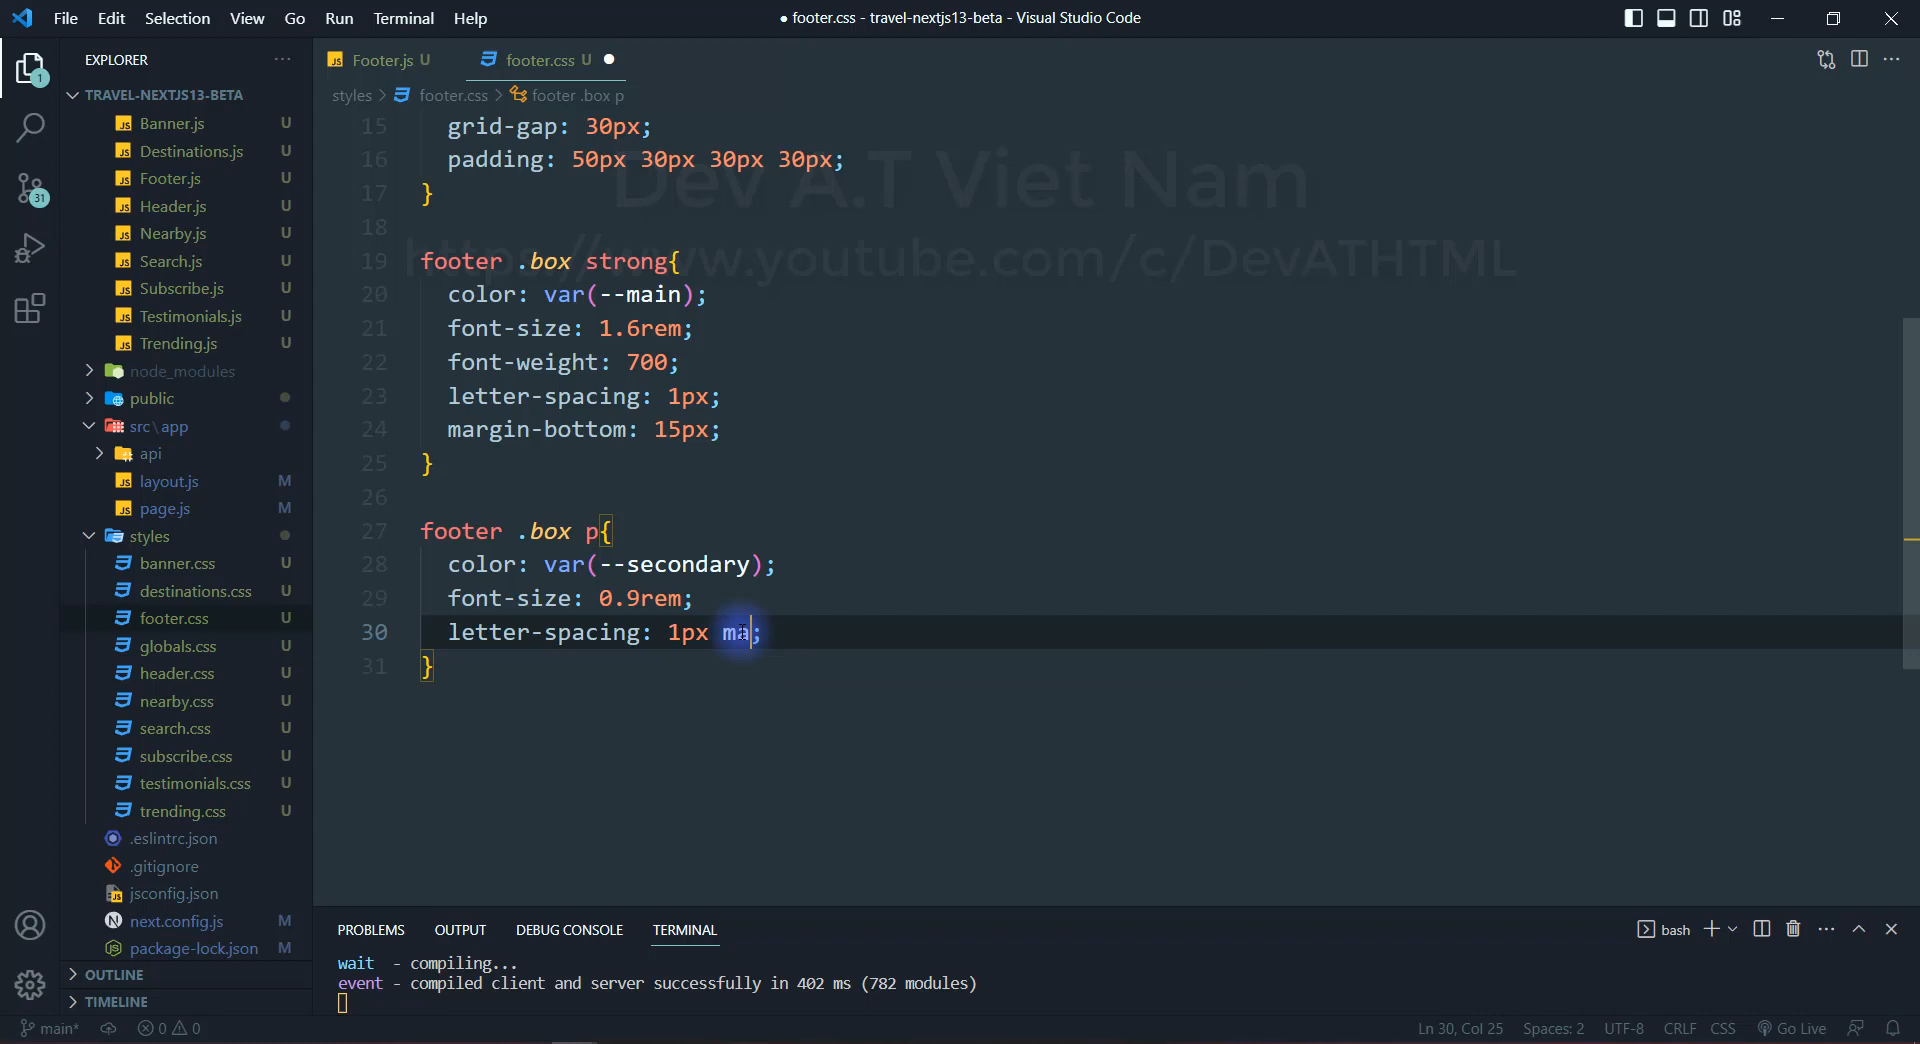 File Edit Selection View Go Run Terminal Help
● footer.css - travel-nextjs13-beta - Visual Studio Code
EXPLORER
TRAVEL-NEXTJS13-BETA
Banner.js U
Destinations.js U
Footer.js U
Header.js U
Nearby.js U
Search.js U
Subscribe.js U
Testimonials.js U
Trending.js U
node_modules
public
src\app
api
layout.js M
page.js M
styles
banner.css U
destinations.css U
footer.css U
globals.css U
header.css U
nearby.css U
search.css U
subscribe.css U
testimonials.css U
trending.css U
.eslintrc.json
.gitignore
jsconfig.json
next.config.js M
package-lock.json M
OUTLINE
TIMELINE
1
31
Footer.js U footer.css U
styles > footer.css > footer .box p
Dev A.T Viet Nam
https://www.youtube.com/c/DevATHTML
15 grid-gap: 30px;
16 padding: 50px 30px 30px 30px;
17 }
18
19 footer .box strong{
20 color: var(--main);
21 font-size: 1.6rem;
22 font-weight: 700;
23 letter-spacing: 1px;
24 margin-bottom: 15px;
25 }
26
27 footer .box p{
28 color: var(--secondary);
29 font-size: 0.9rem;
30 letter-spacing: 1px ma;
31 }
PROBLEMS OUTPUT DEBUG CONSOLE TERMINAL
bash
wait - compiling...
event - compiled client and server successfully in 402 ms (782 modules)
main* 0 0
Ln 30, Col 25 Spaces: 2 UTF-8 CRLF CSS Go Live